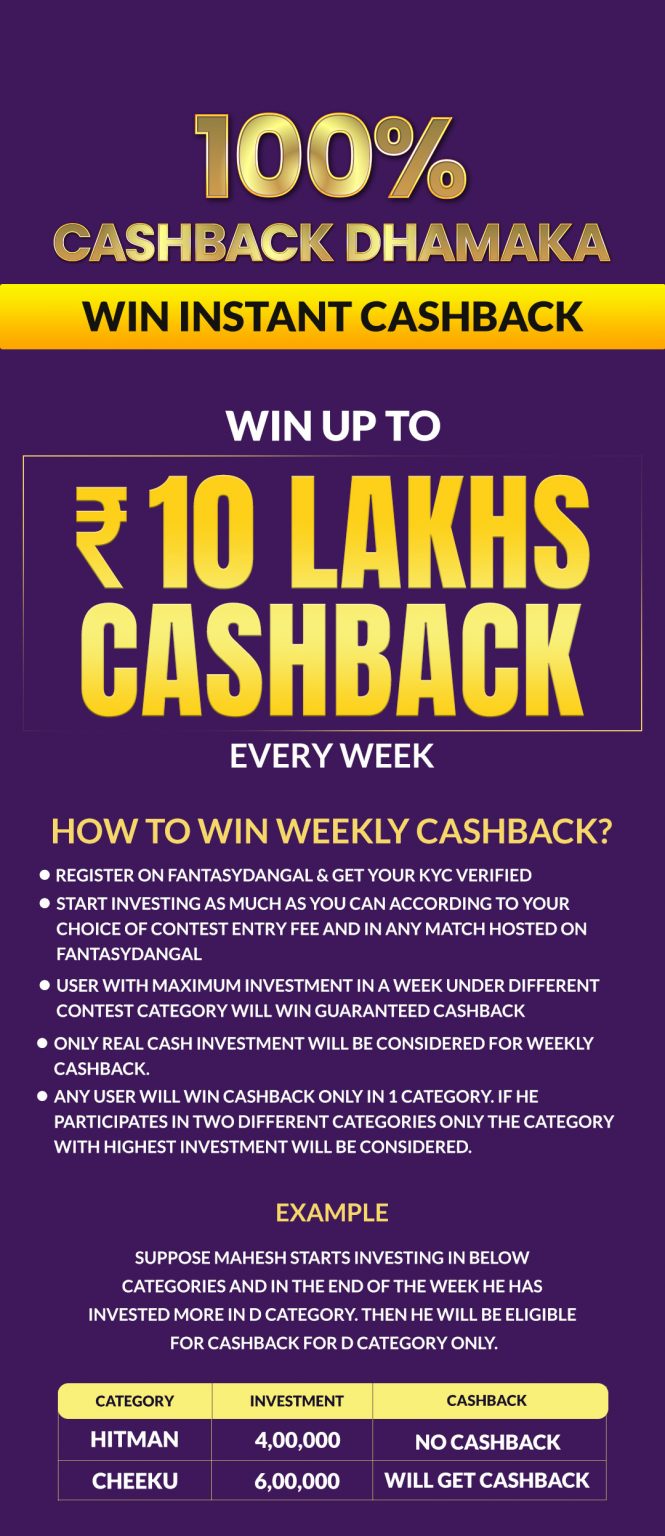 100%
CASHBACK DHAMAKA
WIN INSTANT CASHBACK
WIN UP TO
₹10 LAKHS
CASHBACK
EVERY WEEK
HOW TO WIN WEEKLY CASHBACK?
● REGISTER ON FANTASYDANGAL & GET YOUR KYC VERIFIED
● START INVESTING AS MUCH AS YOU CAN ACCORDING TO YOUR
CHOICE OF CONTEST ENTRY FEE AND IN ANY MATCH HOSTED ON
FANTASYDANGAL
● USER WITH MAXIMUM INVESTMENT IN A WEEK UNDER DIFFERENT
CONTEST CATEGORY WILL WIN GUARANTEED CASHBACK
● ONLY REAL CASH INVESTMENT WILL BE CONSIDERED FOR WEEKLY
CASHBACK.
● ANY USER WILL WIN CASHBACK ONLY IN 1 CATEGORY. IF HE
PARTICIPATES IN TWO DIFFERENT CATEGORIES ONLY THE CATEGORY
WITH HIGHEST INVESTMENT WILL BE CONSIDERED.
EXAMPLE
SUPPOSE MAHESH STARTS INVESTING IN BELOW
CATEGORIES AND IN THE END OF THE WEEK HE HAS
INVESTED MORE IN D CATEGORY. THEN HE WILL BE ELIGIBLE
FOR CASHBACK FOR D CATEGORY ONLY.
CATEGORY INVESTMENT CASHBACK
HITMAN 4,00,000 NO CASHBACK
CHEEKU 6,00,000 WILL GET CASHBACK